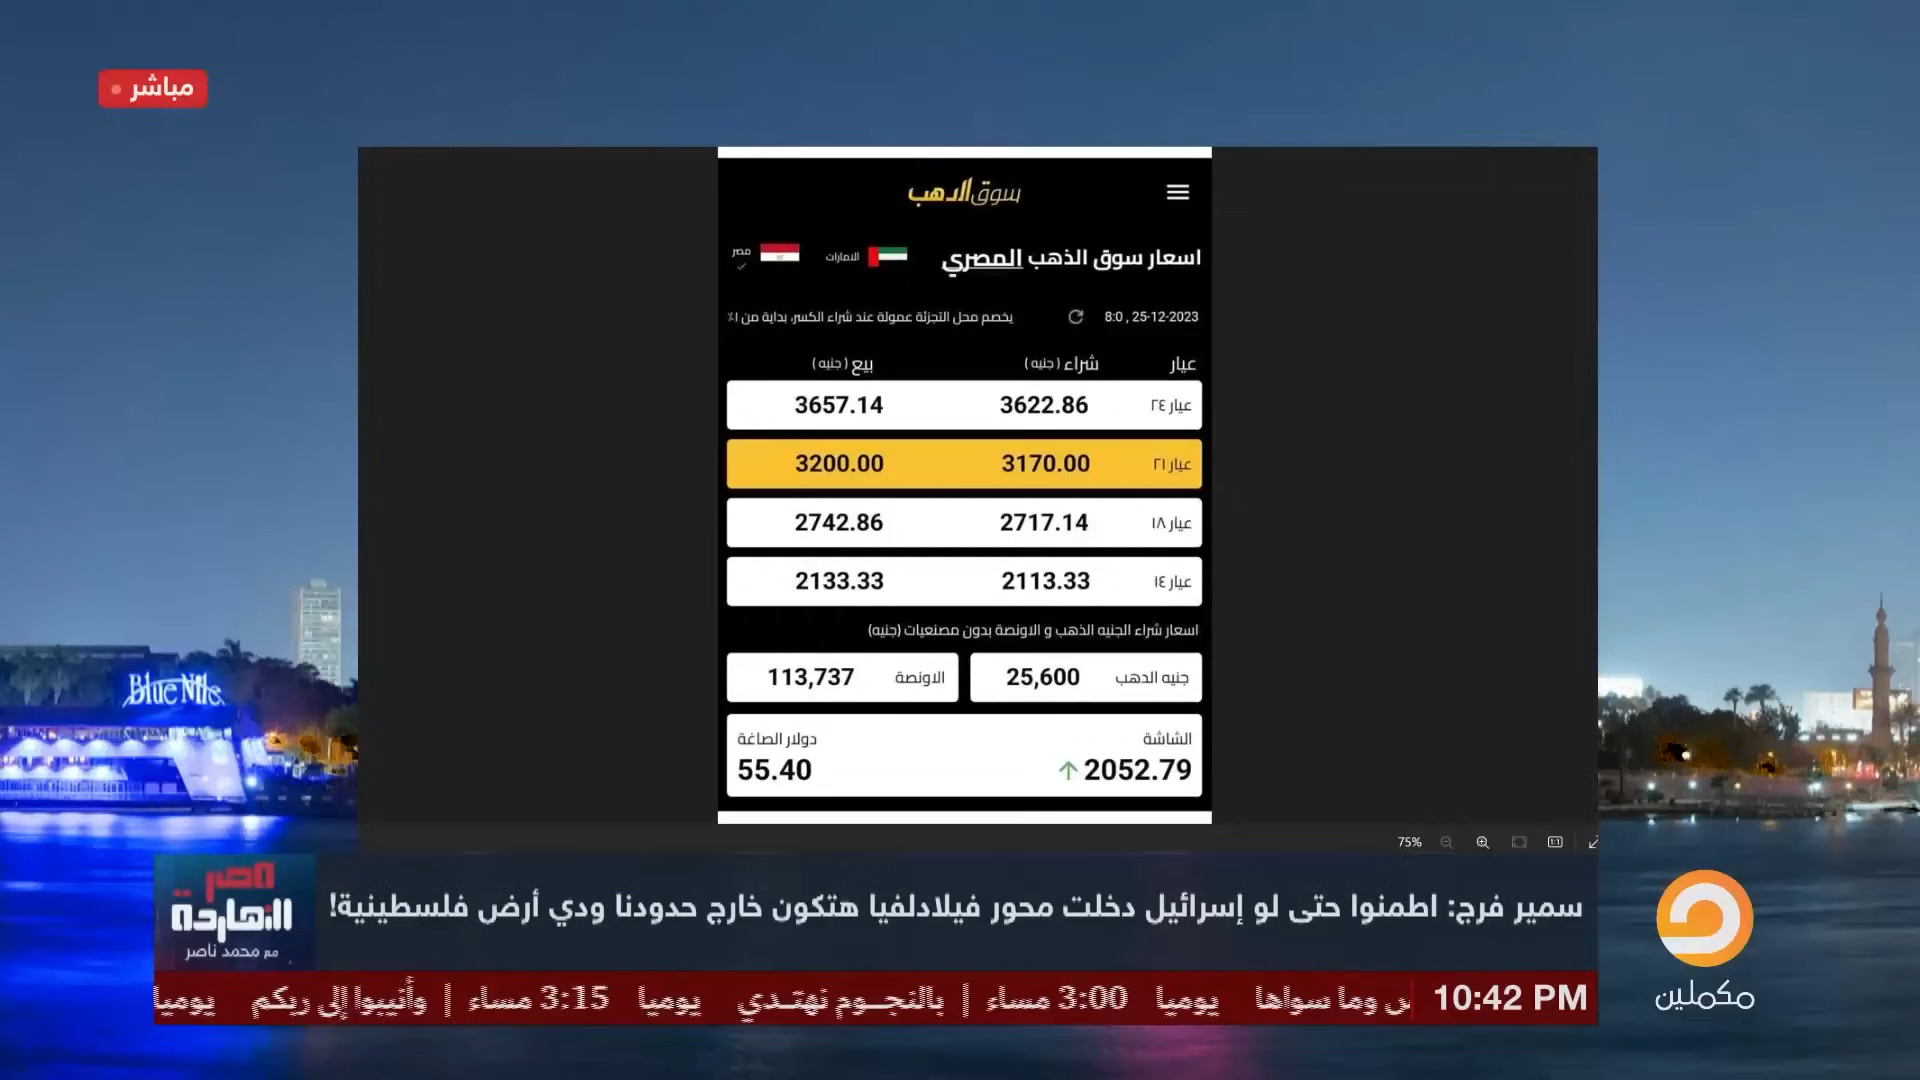 مباشر
سوق الدهب
اسعار سوق الذهب المصري
الامارات
مصر
25-12-2023 , 8:0
يخصم محل التجزئة عمولة عند شراء الكسر، بداية من ١٪
عيار شراء ( جنيه ) بيع ( جنيه )
عيار ٢٤ 3622.86 3657.14
عيار ٢١ 3170.00 3200.00
عيار ١٨ 2717.14 2742.86
عيار ١٤ 2113.33 2133.33
اسعار شراء الجنيه الذهب و الاونصة بدون مصنعيات (جنيه)
جنيه الدهب 25,600 الاونصة 113,737
الشاشة دولار الصاغة
2052.79 55.40
75%
1:1
Blue Nile
مصر
النهاردة
مع محمد ناصر
سمير فرج: اطمنوا حتى لو إسرائيل دخلت محور فيلادلفيا هتكون خارج حدودنا ودي أرض فلسطينية!
10:42 PM
س وما سواها يوميا 3:00 مساء | بالنجوم نهتدي يوميا 3:15 مساء | وأنيبوا إلى ربكم يوميا
مكملين